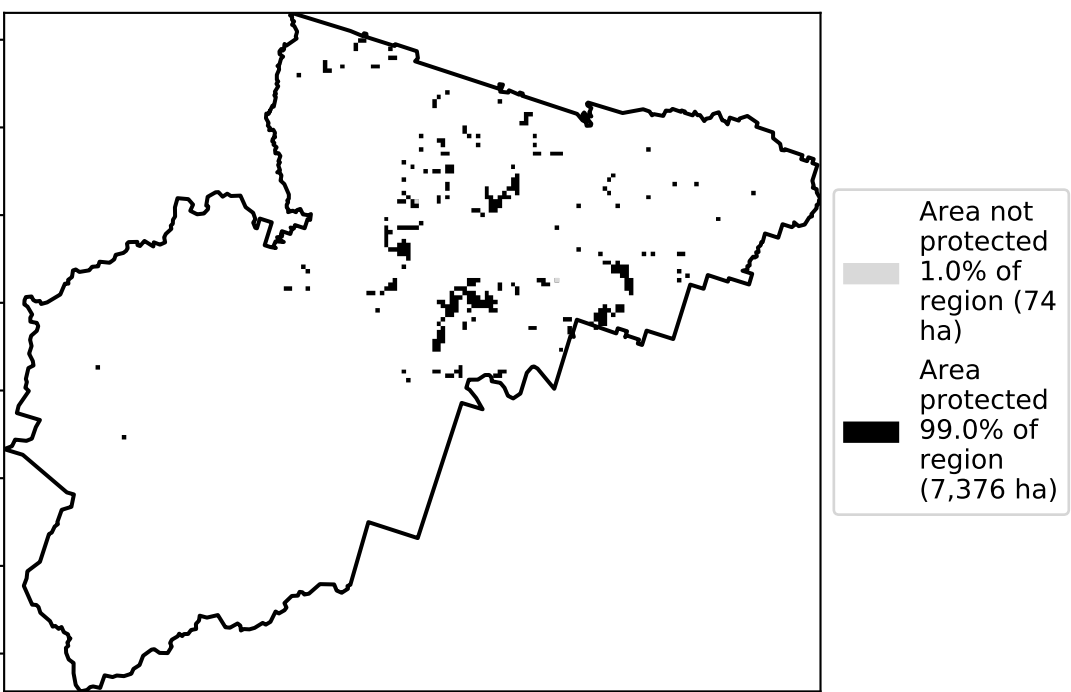 Area not
protected
1.0% of
region (74
ha)
Area
protected
99.0% of
region
(7,376 ha)